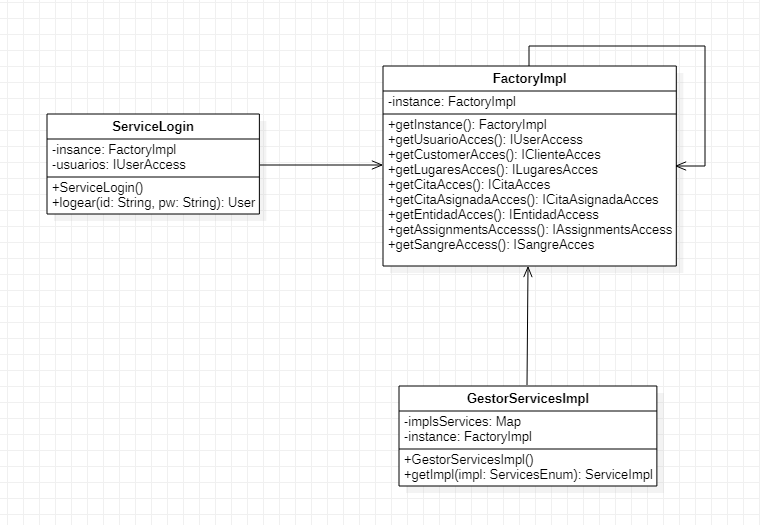 ServiceLogin
-insance: FactoryImpl
-usuarios: IUserAccess
+ServiceLogin()
+logear(id: String, pw: String): User
FactoryImpl
-instance: FactoryImpl
+getInstance(): FactoryImpl
+getUsuarioAcces(): IUserAccess
+getCustomerAcces(): IClienteAcces
+getLugaresAcces(): ILugaresAcces
+getCitaAcces(): ICitaAcces
+getCitaAsignadaAcces(): ICitaAsignadaAcces
+getEntidadAcces(): IEntidadAccess
+getAssignmentsAccesss(): IAssignmentsAccess
+getSangreAccess(): ISangreAcces
GestorServicesImpl
-implsServices: Map
-instance: FactoryImpl
+GestorServicesImpl()
+getImpl(impl: ServicesEnum): ServiceImpl